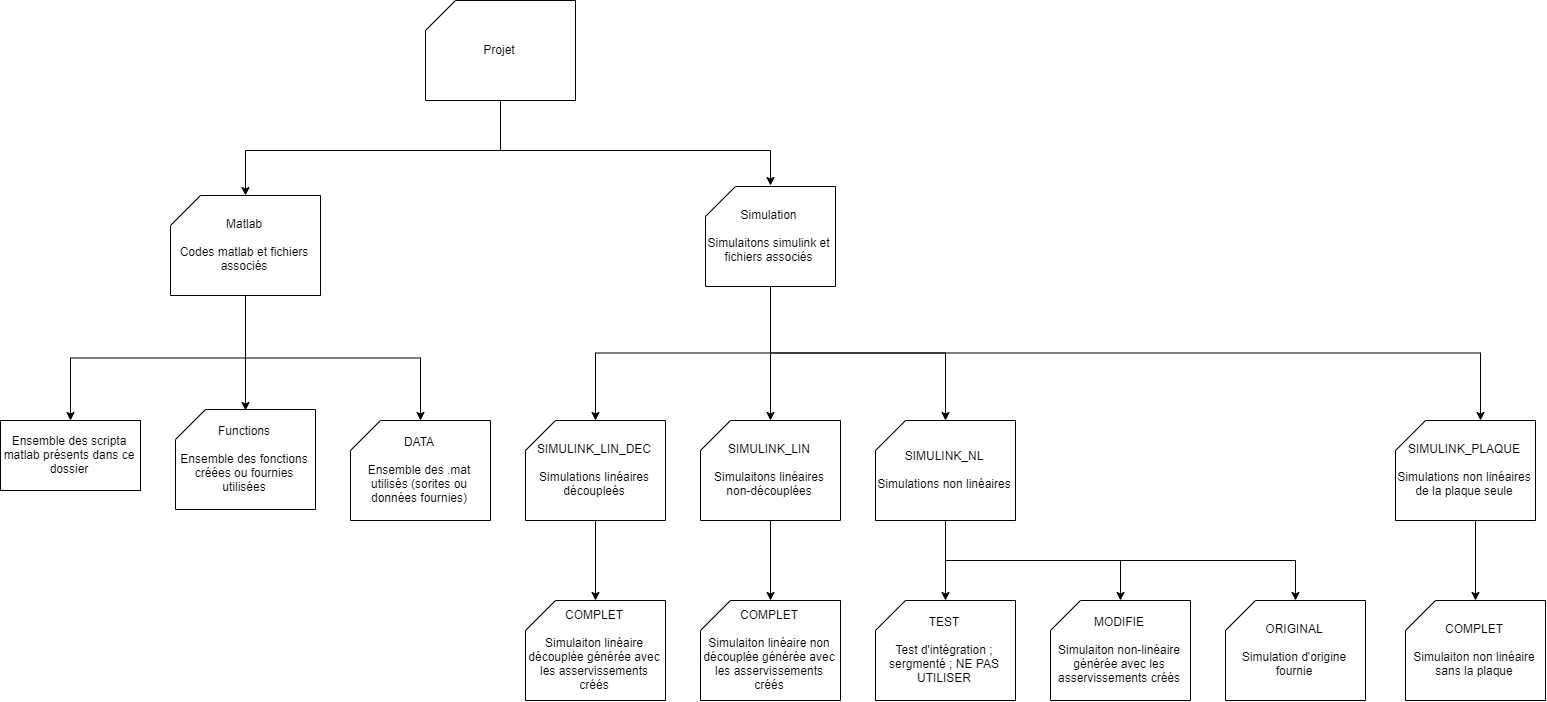 Projet
Matlab
Codes matlab et fichiers
associés
Simulation
Simulaitons simulink et
fichiers associés
Ensemble des scripta
matlab présents dans ce
dossier
Functions
Ensemble des fonctions
créées ou fournies
utilisées
DATA
Ensemble des .mat
utilisés (sorites ou
données fournies)
SIMULINK_LIN_DEC
Simulations linéaires
découpleés
SIMULINK_LIN
Simulaitons linéaires
non-découplées
SIMULINK_NL
Simulations non linéaires
SIMULINK_PLAQUE
Simulations non linéaires
de la plaque seule
COMPLET
Simulaiton linéaire
découplée générée avec
les asservissements
créés
COMPLET
Simulaiton linéaire non
découplée générée avec
les asservissements
créés
TEST
Test d'intégration ;
sergmenté ; NE PAS
UTILISER
MODIFIE
Simulaiton non-linéaire
générée avec les
asservissements créés
ORIGINAL
Simulation d'origine
fournie
COMPLET
Simulaiton non linéaire
sans la plaque